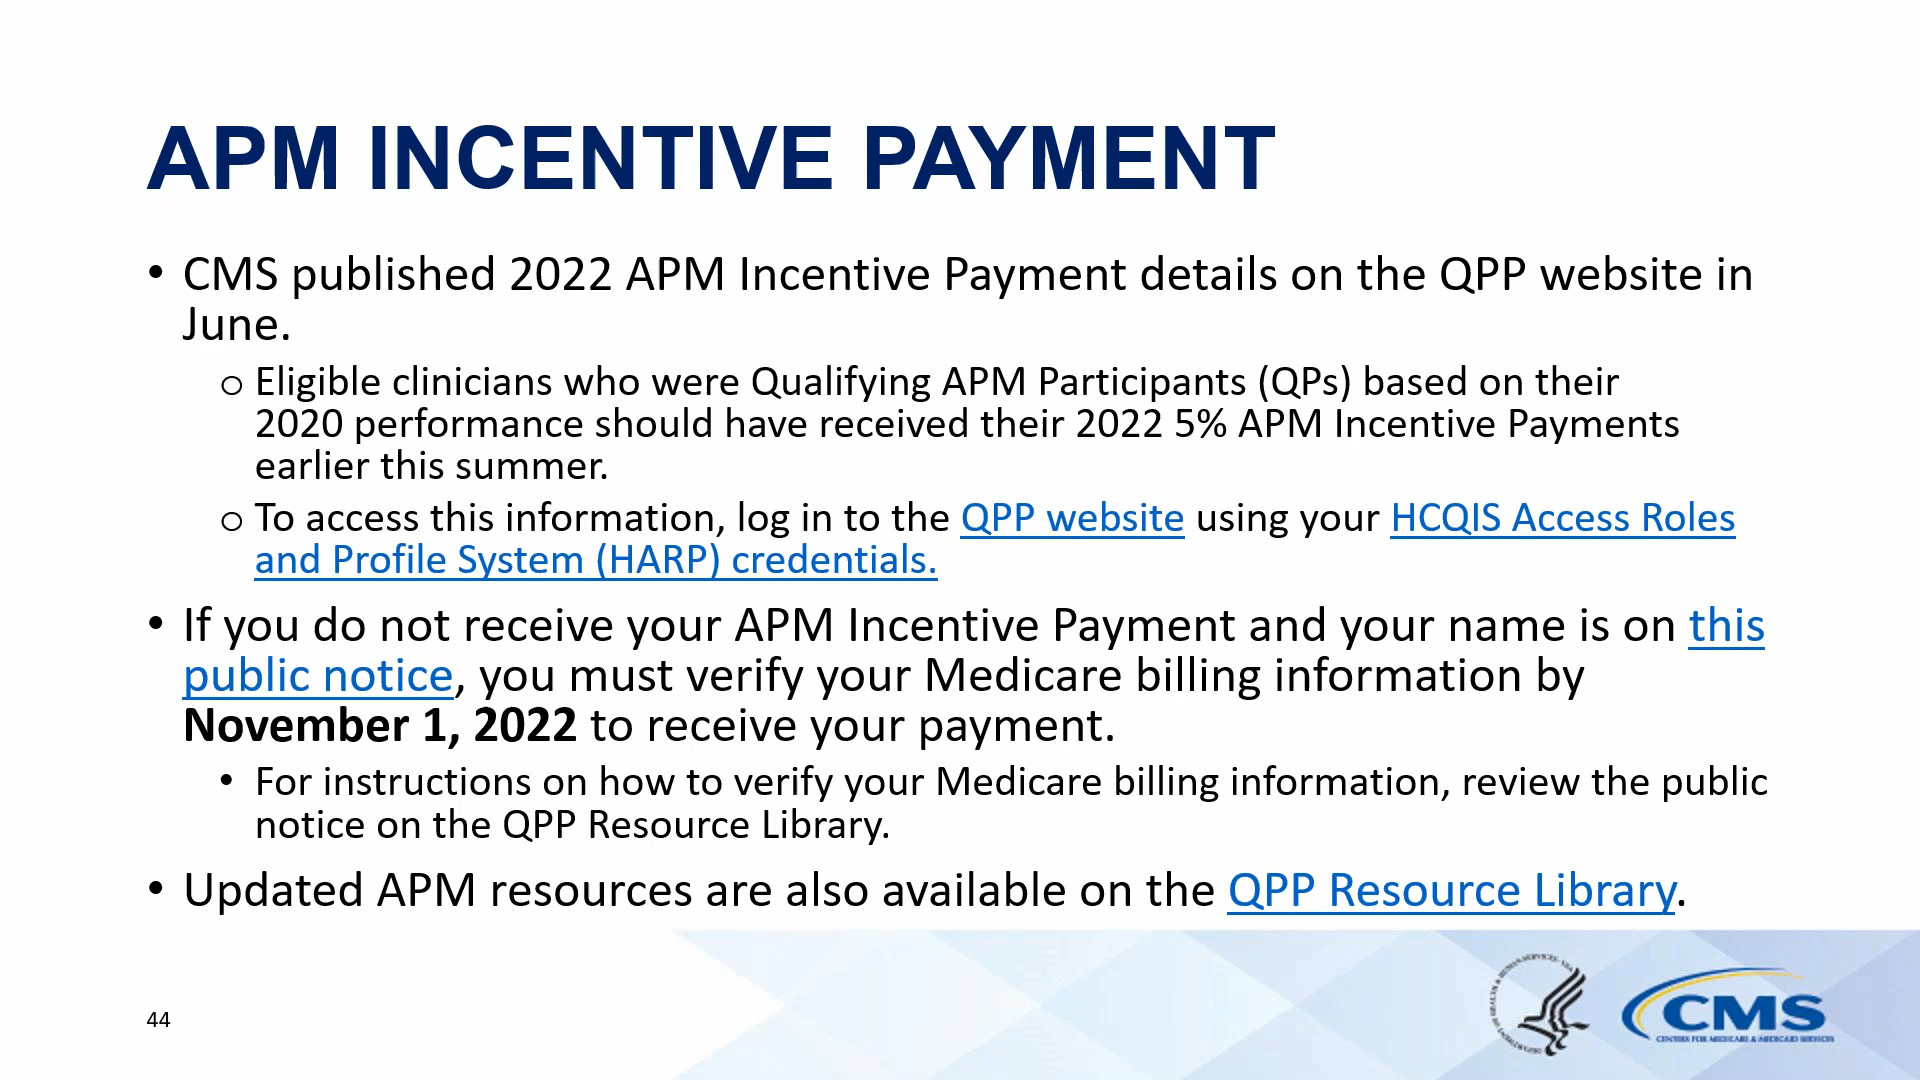 APM INCENTIVE PAYMENT
• CMS published 2022 APM Incentive Payment details on the QPP website in
June.
o Eligible clinicians who were Qualifying APM Participants (QPs) based on their
2020 performance should have received their 2022 5% APM Incentive Payments
earlier this summer.
o To access this information, log in to the QPP website using your HCQIS Access Roles
and Profile System (HARP) credentials.
• If you do not receive your APM Incentive Payment and your name is on this
public notice, you must verify your Medicare billing information by
November 1, 2022 to receive your payment.
• For instructions on how to verify your Medicare billing information, review the public
notice on the QPP Resource Library.
• Updated APM resources are also available on the QPP Resource Library.
44
CMS
CENTERS FOR MEDICARE & MEDICAID SERVICES